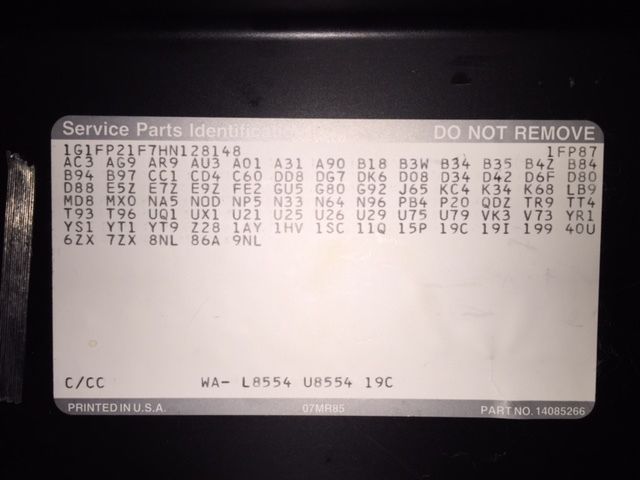 Service Parts Identification DO NOT REMOVE
1G1FP21F7HN128148 1FP87
AC3 AG9 AR9 AU3 A01 A31 A90 B18 B3W B34 B35 B4Z B84
B94 B97 CC1 CD4 C60 DD8 DG7 DK6 D08 D34 D42 D6F D80
D88 E5Z E7Z E9Z FE2 GU5 G80 G92 J65 KC4 K34 K68 LB9
MD8 MX0 NA5 NOD NP5 N33 N64 N96 PB4 P20 QDZ TR9 TT4
T93 T96 UQ1 UX1 U21 U25 U26 U29 U75 U79 VK3 V73 YR1
YS1 YT1 YT9 Z28 1AY 1HV 1SC 11Q 15P 19C 19I 199 40U
6ZX 7ZX 8NL 86A 9NL
C/CC WA- L8554 U8554 19C
PRINTED IN U.S.A. 07MR85 PART NO. 14085266